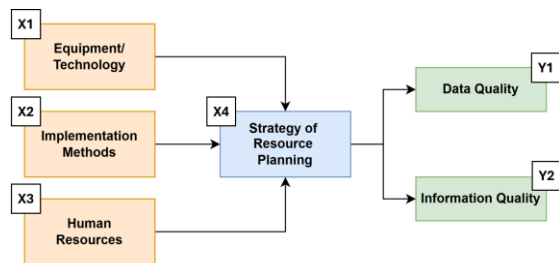 X1
Equipment/
Technology
X2
Implementation
Methods
X3
Human
Resources
X4
Strategy of
Resource
Planning
Y1
Data Quality
Y2
Information Quality